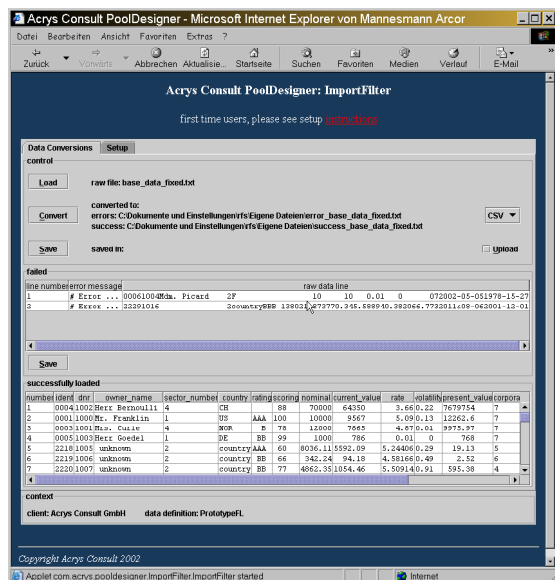 Acrys Consult PoolDesigner - Microsoft Internet Explorer von Mannesmann Arcor
Datei Bearbeiten Ansicht Favoriten Extras ?
Zurück Vorwärts Abbrechen Aktualisie... Startseite Suchen Favoriten Medien Verlauf E-Mail
Acrys Consult PoolDesigner: ImportFilter
first time users, please see setup instructions
Data Conversions Setup
control
Load raw file: base_data_fixed.txt
converted to:
Convert errors: C:\Dokumente und Einstellungen\rfs\Eigene Dateien\error_base_data_fixed.txt CSV
success: C:\Dokumente und Einstellungen\rfs\Eigene Dateien\success_base_data_fixed.txt
Save saved in: Upload
failed
line number error message raw data line
1 # Error ... 00061004Mdm. Picard 2F 10 10 0.01 0 072002-05-051978-15-27
2 # Error ... 22291016
Save
successfully loaded
number ident dnr owner_name sector_number country rating scoring nominal current_value rate volatility present_value corpora
1 0004 1002 Herr Bernoulli 4 CH 88 70000 64350 3.66 0.22 7679754 7
2 0001 1000 Mr. Franklin 1 US AAA 100 10000 9567 5.09 0.13 12262.6 7
3 0003 1001 Mrs. Curie 4 NOR B 78 12000 7865 4.87 0.01 9975.97 7
4 0005 1003 Herr Goedel 1 DE BB 99 1000 786 0.01 0 768 7
5 2218 1005 unknown 2 country AAA 60 8036.11 5592.09 5.24406 0.29 19.13 5
6 2219 1006 unknown 2 country BB 66 342.24 94.18 4.58166 0.49 2.52 6
7 2220 1007 unknown 2 country BB 77 4862.35 1054.46 5.50914 0.91 595.38 4
context
client: Acrys Consult GmbH data definition: PrototypeFL
Copyright Acrys Consult 2002
Applet com.acrys.pooldesigner.ImportFilter.ImportFilter started Internet